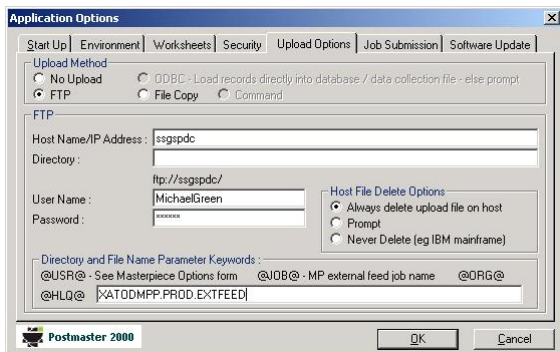 Application Options
Start Up Environment Worksheets Security Upload Options Job Submission Software Update
Upload Method
No Upload ODBC - Load records directly into database / data collection file - else prompt
FTP File Copy Command
FTP
Host Name/IP Address : ssgspdc
Directory :
ftp://ssgspdc/
User Name : MichaelGreen
Password : ******
Host File Delete Options
Always delete upload file on host
Prompt
Never Delete (eg IBM mainframe)
Directory and File Name Parameter Keywords :
@USR@ - See Masterpiece Options form @JOB@ - MP external feed job name @ORG@
@HLQ@ XATODMPP.PROD.EXTFEED
Postmaster 2000 OK Cancel